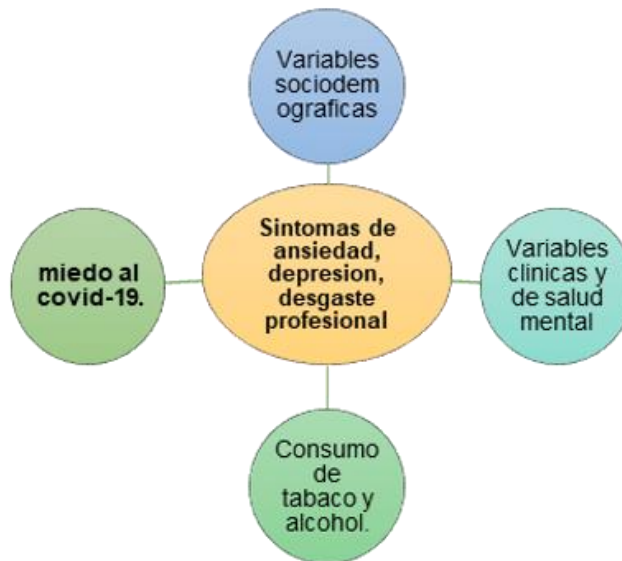 Variables
sociodem
ograficas
Sintomas de
ansiedad,
depresion,
desgaste
profesional
miedo al
covid-19.
Variables
clinicas y
de salud
mental
Consumo
de
tabaco y
alcohol.